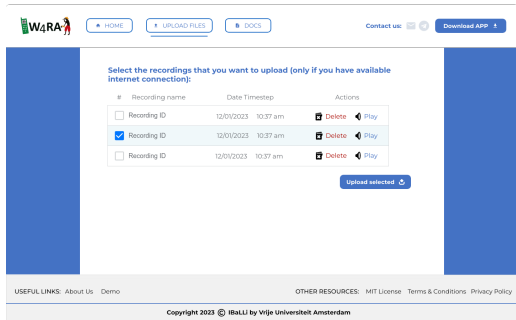 W4RA
HOME
UPLOAD FILES
DOCS
Contact us:
Download APP
Select the recordings that you want to upload (only if you have available
internet connection):
# Recording name Date Timestep Actions
Recording ID 12/01/2023 10:37 am Delete Play
Recording ID 12/01/2023 10:37 am Delete Play
Recording ID 12/01/2023 10:37 am Delete Play
Upload selected
USEFUL LINKS: About Us Demo OTHER RESOURCES: MIT License Terms & Conditions Privacy Policy
Copyright 2023 © IBaLLi by Vrije Universiteit Amsterdam